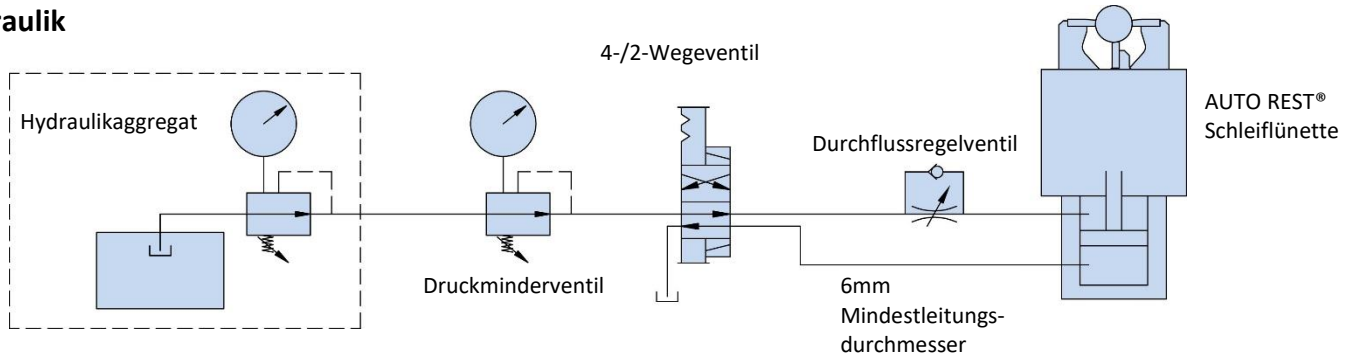 raulik
4-/2-Wegeventil
Hydraulikaggregat
AUTO REST®
Schleiflünette
Durchflussregelventil
Druckminderventil
6mm
Mindestleitungs-
durchmesser